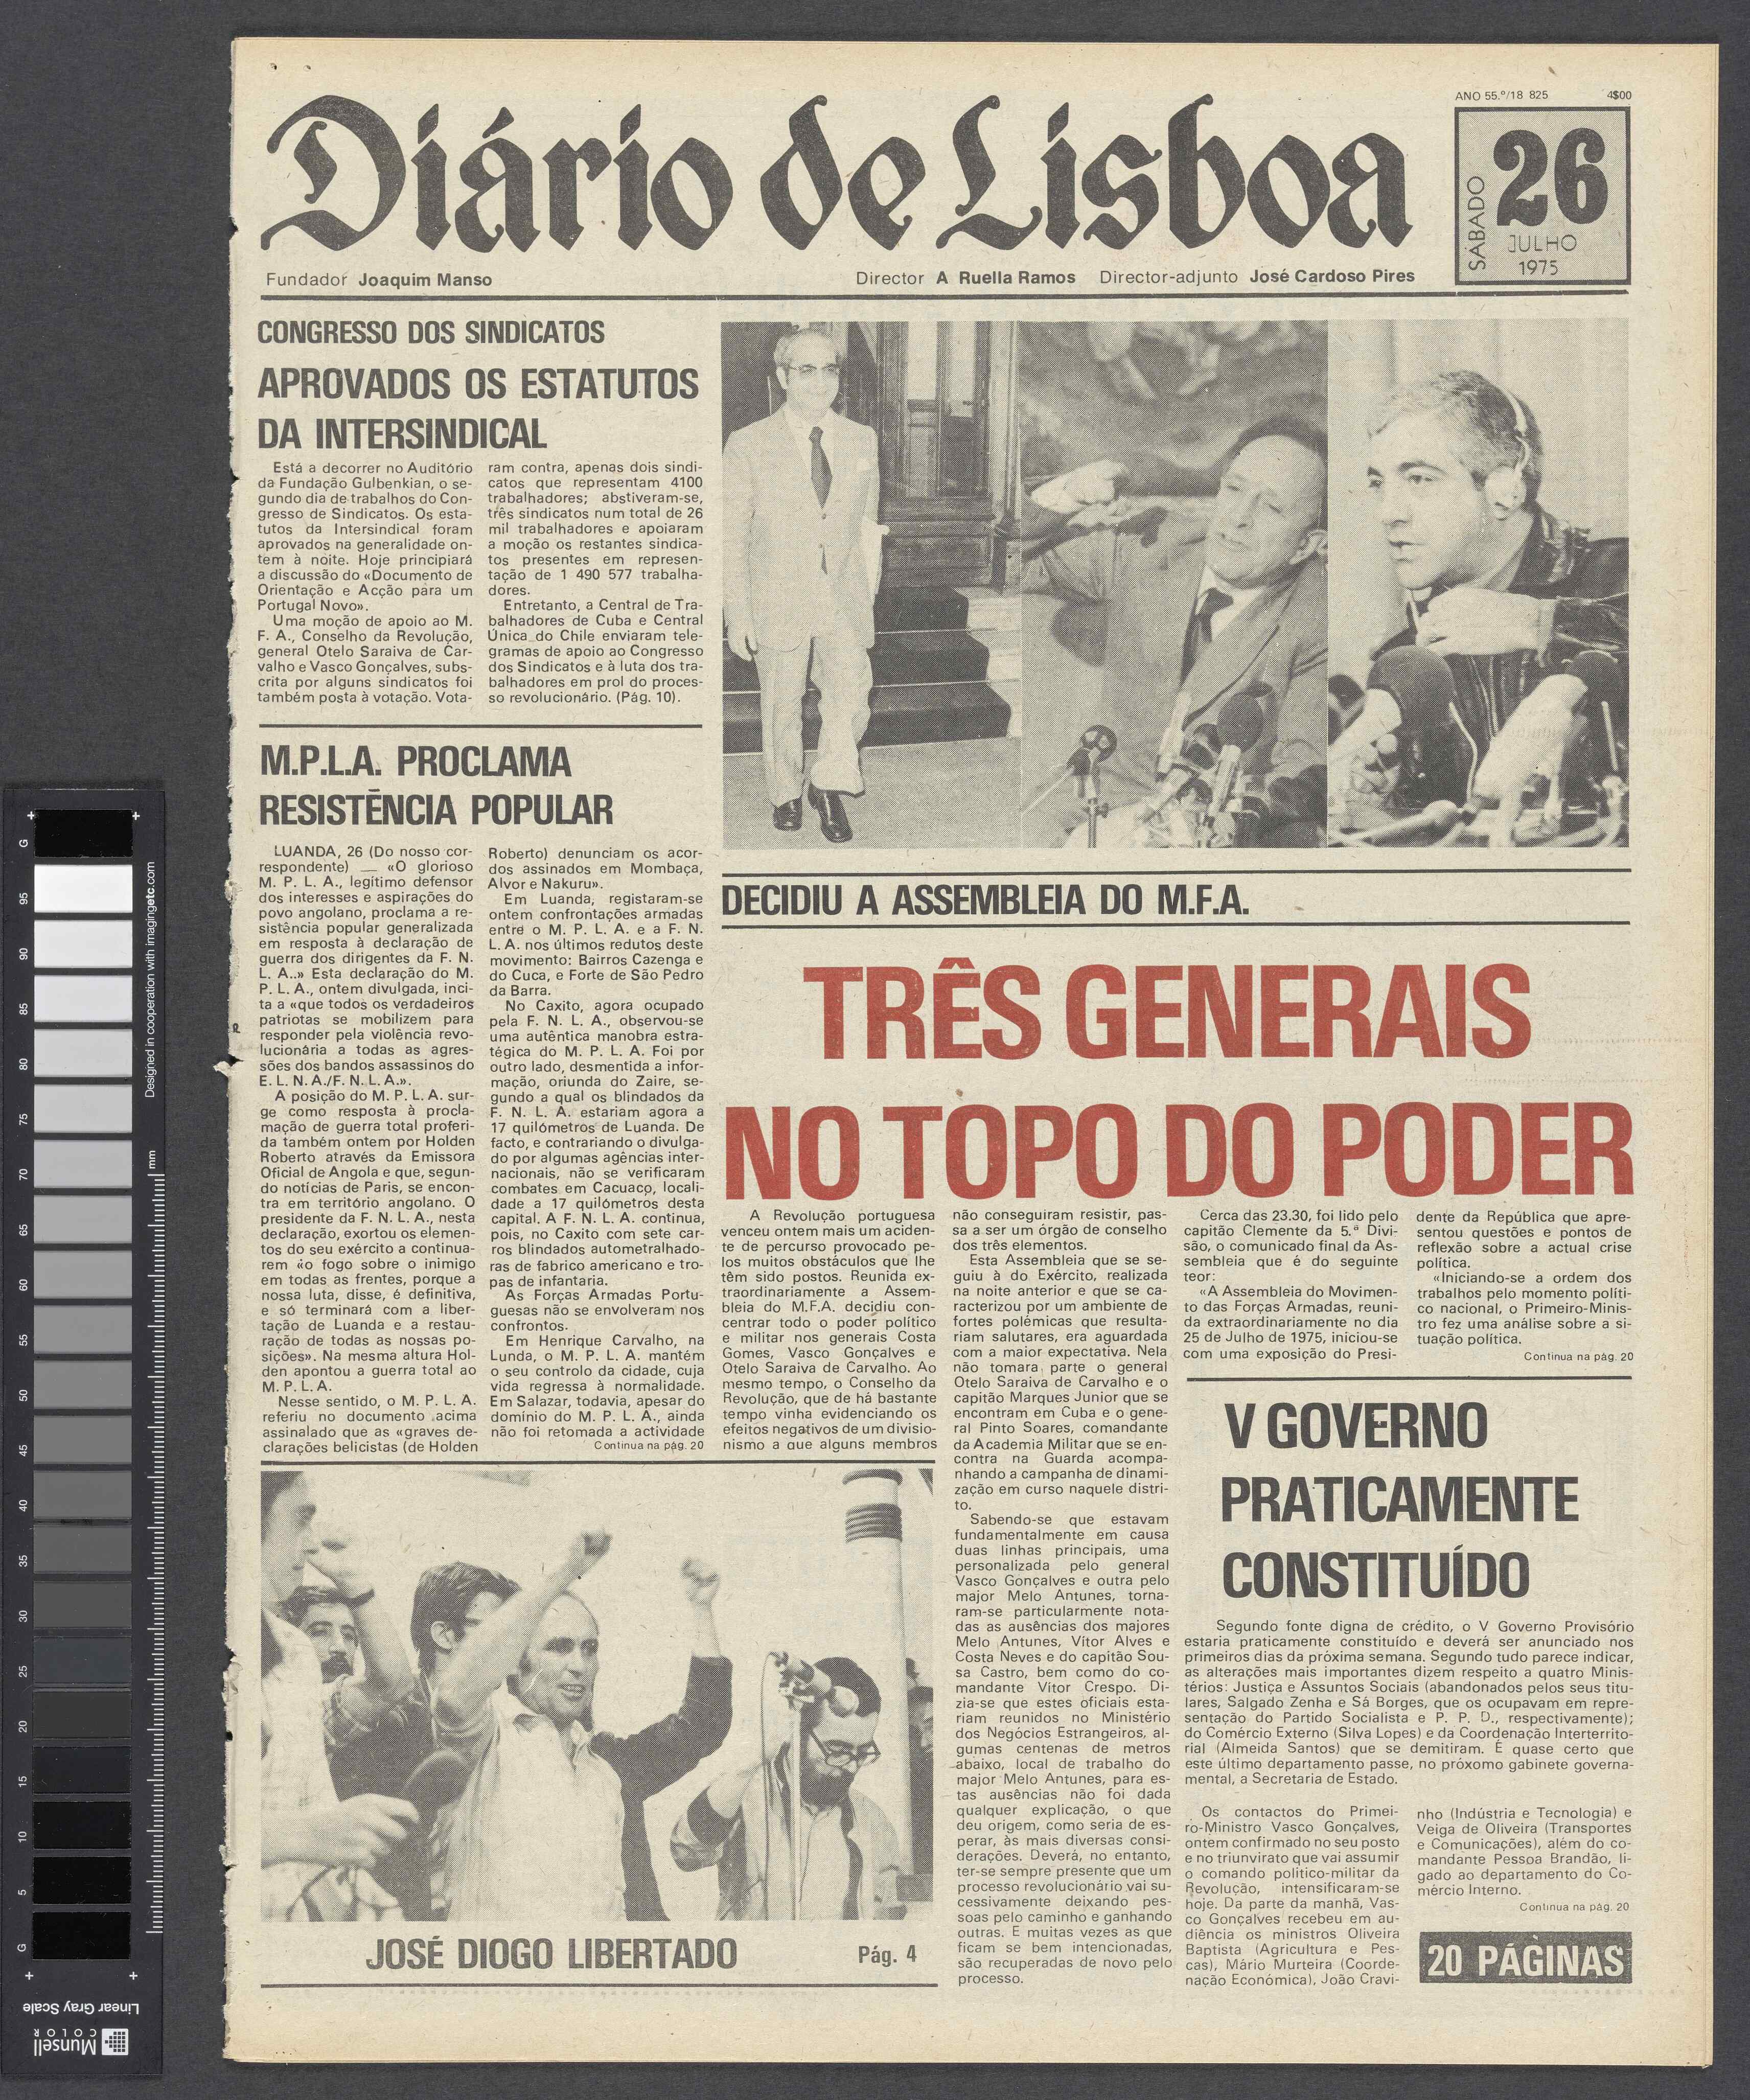 ANO 55.º/18 825 4$00
Diário de Lisboa
SÁBADO
26
JULHO
1975
Fundador Joaquim Manso
Director A Ruella Ramos Director-adjunto José Cardoso Pires
CONGRESSO DOS SINDICATOS
APROVADOS OS ESTATUTOS
DA INTERSINDICAL
Está a decorrer no Auditório
da Fundação Gulbenkian, o se-
gundo dia de trabalhos do Con-
gresso de Sindicatos. Os esta-
tutos da Intersindical foram
aprovados na generalidade on-
tem à noite. Hoje principiará
a discussão do «Documento de
Orientação e Acção para um
Portugal Novo».
Uma moção de apoio ao M.
F. A., Conselho da Revolução,
general Otelo Saraiva de Car-
valho e Vasco Gonçalves, subs-
crita por alguns sindicatos foi
também posta à votação. Vota-
ram contra, apenas dois sindi-
catos que representam 4100
trabalhadores; abstiveram-se,
três sindicatos num total de 26
mil trabalhadores e apoiaram
a moção os restantes sindica-
tos presentes em represen-
tação de 1 490 577 trabalha-
dores.
Entretanto, a Central de Tra-
balhadores de Cuba e Central
Única do Chile enviaram tele-
gramas de apoio ao Congresso
dos Sindicatos e à luta dos tra-
balhadores em prol do proces-
so revolucionário. (Pág. 10).
M.P.L.A. PROCLAMA
RESISTÊNCIA POPULAR
LUANDA, 26 (Do nosso cor-
respondente) — «O glorioso
M. P. L. A., legítimo defensor
dos interesses e aspirações do
povo angolano, proclama a re-
sistência popular generalizada
em resposta à declaração de
guerra dos dirigentes da F. N.
L. A..» Esta declaração do M.
P. L. A., ontem divulgada, inci-
ta a «que todos os verdadeiros
patriotas se mobilizem para
responder pela violência revo-
lucionária a todas as agres-
sões dos bandos assassinos do
E. L. N. A./F. N. L. A.».
A posição do M. P. L. A. sur-
ge como resposta à procla-
mação de guerra total proferi-
da também ontem por Holden
Roberto através da Emissora
Oficial de Angola e que, segun-
do notícias de Paris, se encon-
tra em território angolano. O
presidente da F. N. L. A., nesta
declaração, exortou os elemen-
tos do seu exército a continua-
rem «o fogo sobre o inimigo
em todas as frentes, porque a
nossa luta, disse, é definitiva,
e só terminará com a liber-
tação de Luanda e a restau-
ração de todas as nossas po-
sições». Na mesma altura Hol-
den apontou a guerra total ao
M. P. L. A.
Nesse sentido, o M. P. L. A.
referiu no documento acima
assinalado que as «graves de-
clarações belicistas (de Holden
Roberto) denunciam os acor-
dos assinados em Mombaça,
Alvor e Nakuru».
Em Luanda, registaram-se
ontem confrontações armadas
entre o M. P. L. A. e a F. N.
L. A. nos últimos redutos deste
movimento: Bairros Cazenga e
do Cuca, e Forte de São Pedro
da Barra.
No Caxito, agora ocupado
pela F. N. L. A., observou-se
uma autêntica manobra estra-
tégica do M. P. L. A. Foi por
outro lado, desmentida a infor-
mação, oriunda do Zaire, se-
gundo a qual os blindados da
F. N. L. A. estariam agora a
17 quilómetros de Luanda. De
facto, e contrariando o divulga-
do por algumas agências inter-
nacionais, não se verificaram
combates em Cacuaco, locali-
dade a 17 quilómetros desta
capital. A F. N. L. A. continua,
pois, no Caxito com sete car-
ros blindados autometralhado-
ras de fabrico americano e tro-
pas de infantaria.
As Forças Armadas Portu-
guesas não se envolveram nos
confrontos.
Em Henrique Carvalho, na
Lunda, o M. P. L. A. mantém
o seu controlo da cidade, cuja
vida regressa à normalidade.
Em Salazar, todavia, apesar do
domínio do M. P. L. A., ainda
não foi retomada a actividade
Continua na pág. 20
DECIDIU A ASSEMBLEIA DO M.F.A.
TRÊS GENERAIS
NO TOPO DO PODER
A Revolução portuguesa
venceu ontem mais um aciden-
te de percurso provocado pe-
los muitos obstáculos que lhe
têm sido postos. Reunida ex-
traordinariamente a Assem-
bleia do M.F.A. decidiu con-
centrar todo o poder político
e militar nos generais Costa
Gomes, Vasco Gonçalves e
Otelo Saraiva de Carvalho. Ao
mesmo tempo, o Conselho da
Revolução, que de há bastante
tempo vinha evidenciando os
efeitos negativos de um divisio-
nismo a que alguns membros
não conseguiram resistir, pas-
sa a ser um órgão de conselho
dos três elementos.
Esta Assembleia que se se-
guiu à do Exército, realizada
na noite anterior e que se ca-
racterizou por um ambiente de
fortes polémicas que resulta-
riam salutares, era aguardada
com a maior expectativa. Nela
não tomara parte o general
Otelo Saraiva de Carvalho e o
capitão Marques Junior que se
encontram em Cuba e o gene-
ral Pinto Soares, comandante
da Academia Militar que se en-
contra na Guarda acompa-
nhando a campanha de dinami-
zação em curso naquele distri-
to.
Sabendo-se que estavam
fundamentalmente em causa
duas linhas principais, uma
personalizada pelo general
Vasco Gonçalves e outra pelo
major Melo Antunes, torna-
ram-se particularmente nota-
das as ausências dos majores
Melo Antunes, Vítor Alves e
Costa Neves e do capitão Sou-
sa Castro, bem como do co-
mandante Vítor Crespo. Di-
zia-se que estes oficiais esta-
riam reunidos no Ministério
dos Negócios Estrangeiros, al-
gumas centenas de metros
abaixo, local de trabalho do
major Melo Antunes, para es-
tas ausências não foi dada
qualquer explicação, o que
deu origem, como seria de es-
perar, às mais diversas consi-
derações. Deverá, no entanto,
ter-se sempre presente que um
processo revolucionário vai su-
cessivamente deixando pes-
soas pelo caminho e ganhando
outras. E muitas vezes as que
ficam se bem intencionadas,
são recuperadas de novo pelo
processo.
Cerca das 23.30, foi lido pelo
capitão Clemente da 5.ª Divi-
são, o comunicado final da As-
sembleia que é do seguinte
teor:
«A Assembleia do Movimen-
to das Forças Armadas, reuni-
da extraordinariamente no dia
25 de Julho de 1975, iniciou-se
com uma exposição do Presi-
dente da República que apre-
sentou questões e pontos de
reflexão sobre a actual crise
política.
«Iniciando-se a ordem dos
trabalhos pelo momento políti-
co nacional, o Primeiro-Minis-
tro fez uma análise sobre a si-
tuação política.
Continua na pág. 20
V GOVERNO
PRATICAMENTE
CONSTITUÍDO
Segundo fonte digna de crédito, o V Governo Provisório
estaria praticamente constituído e deverá ser anunciado nos
primeiros dias da próxima semana. Segundo tudo parece indicar,
as alterações mais importantes dizem respeito a quatro Minis-
térios: Justiça e Assuntos Sociais (abandonados pelos seus titu-
lares, Salgado Zenha e Sá Borges, que os ocupavam em repre-
sentação do Partido Socialista e P. P. D., respectivamente);
do Comércio Externo (Silva Lopes) e da Coordenação Interterrito-
rial (Almeida Santos) que se demitiram. É quase certo que
este último departamento passe, no próxomo gabinete governa-
mental, a Secretaria de Estado.
Os contactos do Primei-
ro-Ministro Vasco Gonçalves,
ontem confirmado no seu posto
e no triunvirato que vai assumir
o comando político-militar da
Revolução, intensificaram-se
hoje. Da parte da manhã, Vas-
co Gonçalves recebeu em au-
diência os ministros Oliveira
Baptista (Agricultura e Pes-
cas), Mário Murteira (Coorde-
nação Económica), João Cravi-
nho (Indústria e Tecnologia) e
Veiga de Oliveira (Transportes
e Comunicações), além do co-
mandante Pessoa Brandão, li-
gado ao departamento do Co-
mércio Interno.
Continua na pág. 20
20 PÁGINAS
JOSÉ DIOGO LIBERTADO Pág. 4
G 95 90 85 80 75 70 65 60 55 50 45 40 35 30 25 20 15 10 5 G
Designed in cooperation with imagingetc.com
mm
Linear Gray Scale
Munsell
COLOR